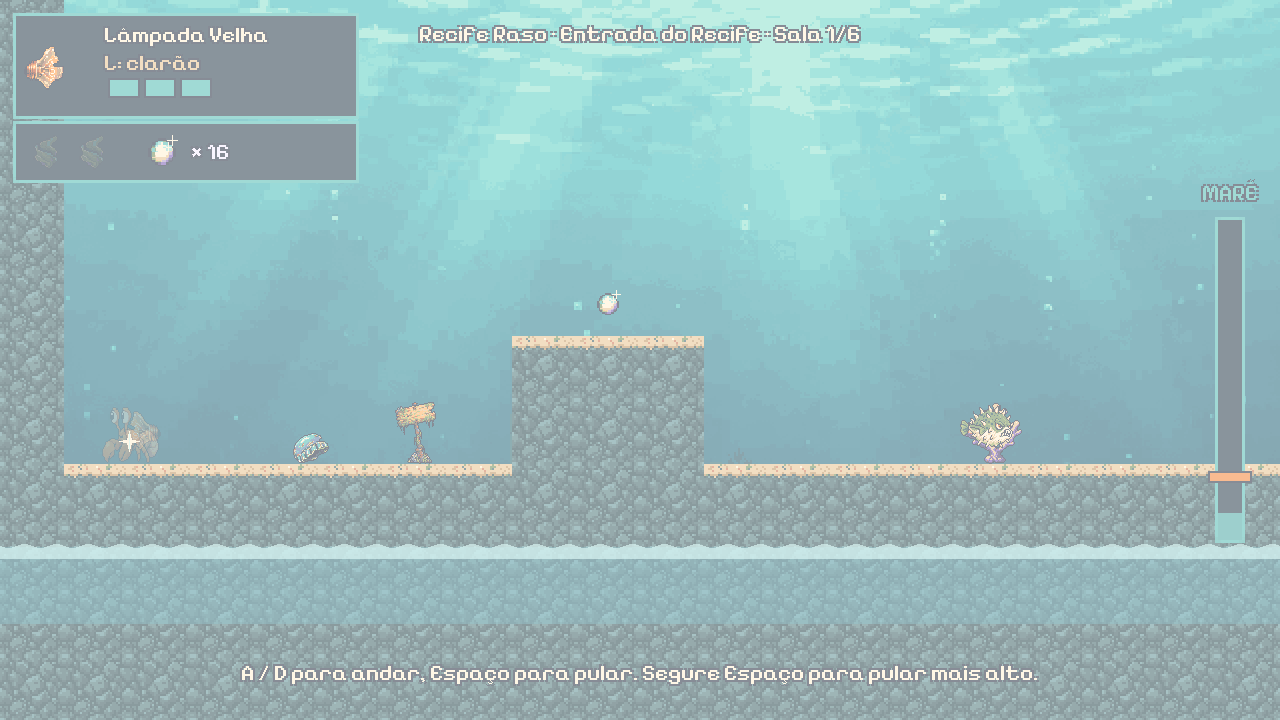 Lâmpada Velha
L: clarão
× 16
Recife Raso - Entrada do Recife - Sala 1/6
MARÉ
A / D para andar, Espaço para pular. Segure Espaço para pular mais alto.